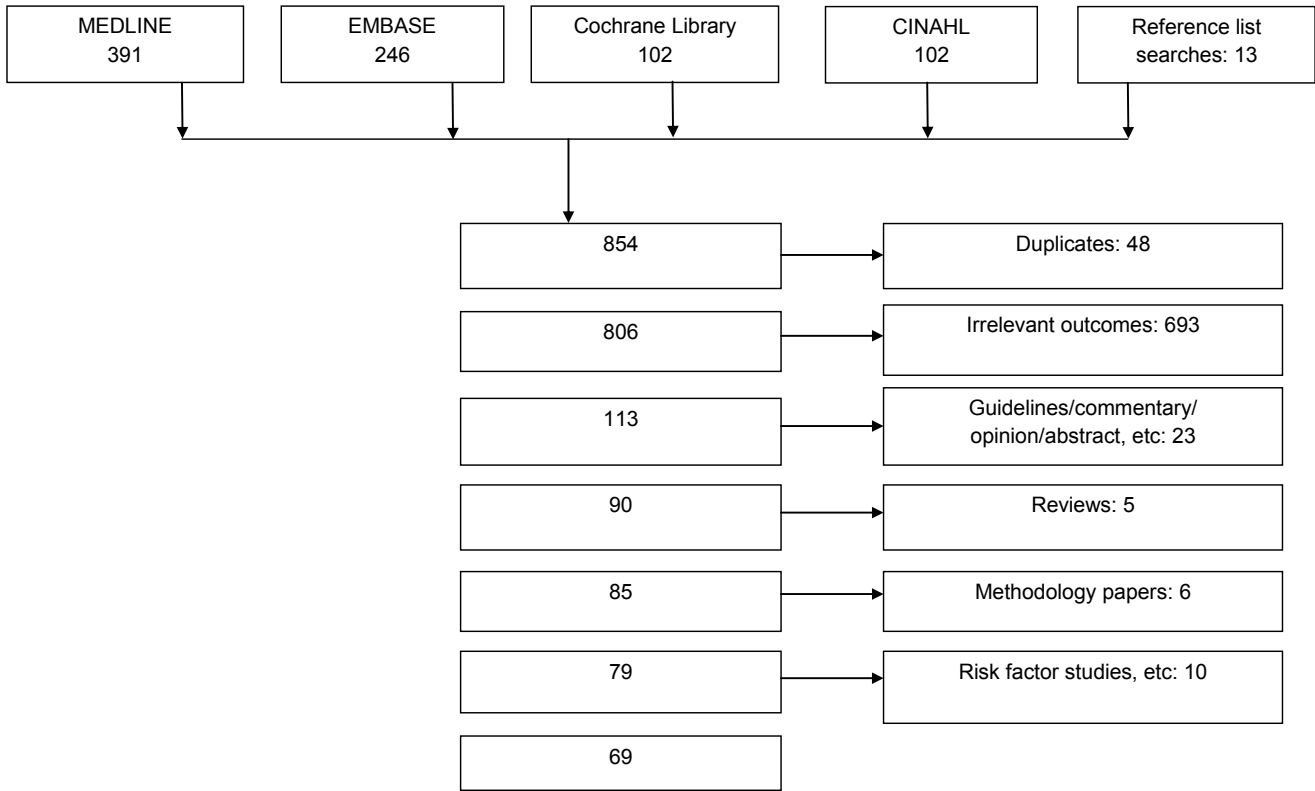 MEDLINE
391
EMBASE
246
Cochrane Library
102
CINAHL
102
Reference list
searches: 13
854
Duplicates: 48
806
Irrelevant outcomes: 693
113
Guidelines/commentary/
opinion/abstract, etc: 23
90
Reviews: 5
85
Methodology papers: 6
79
Risk factor studies, etc: 10
69